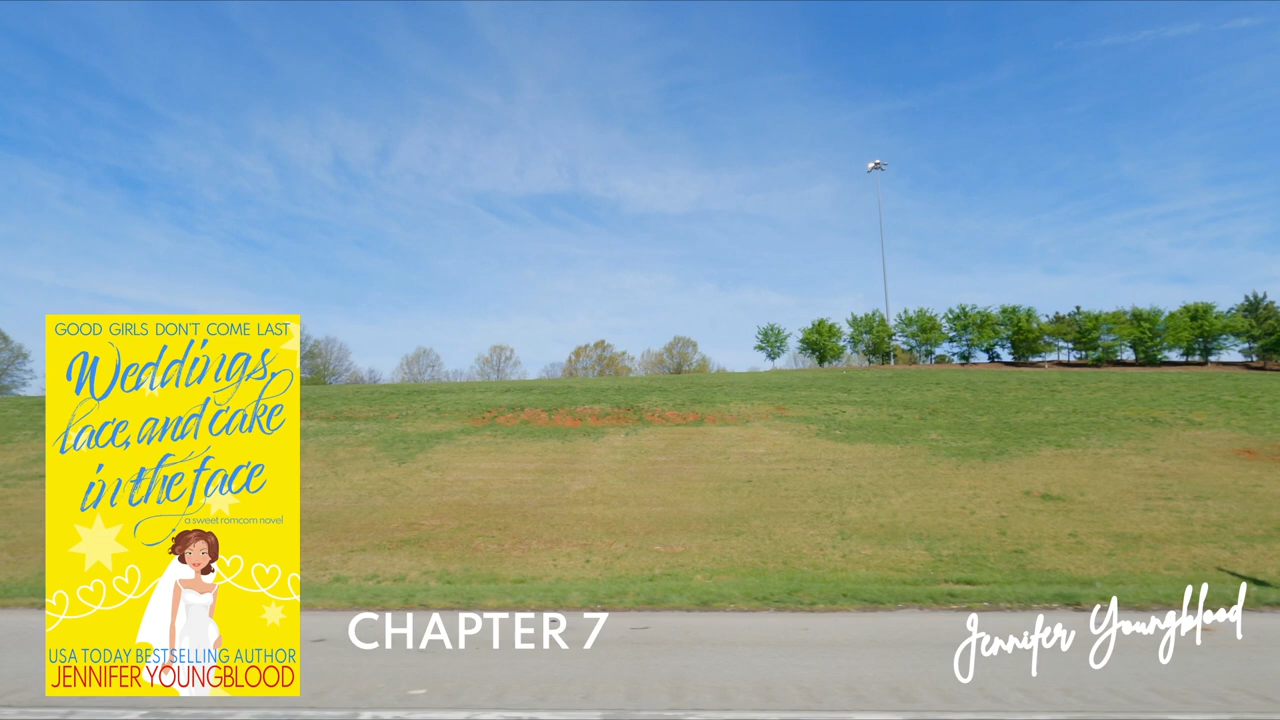 GOOD GIRLS DON'T COME LAST
Weddings,
lace, and cake
in the face
a sweet romcom novel
USA TODAY BESTSELLING AUTHOR
JENNIFER YOUNGBLOOD
CHAPTER 7
Jennifer Youngblood